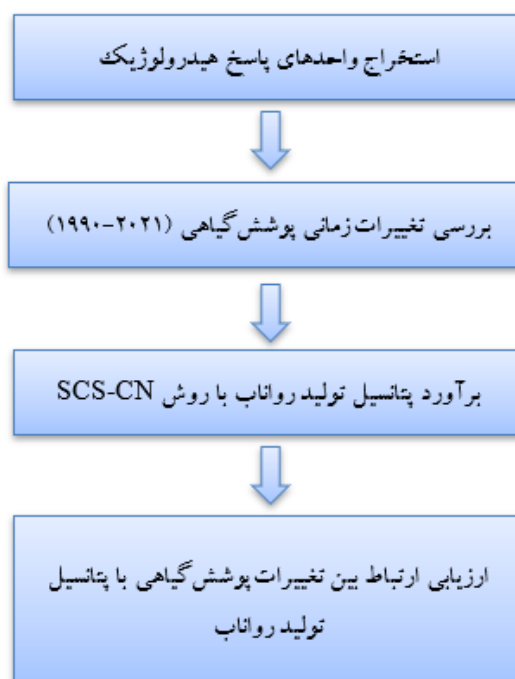 استخراج واحدهای پاسخ هیدرولوژیک
بررسی تغییرات زمانی پوشش‌گیاهی (۲۰۲۱-۱۹۹۰)
برآورد پتانسیل تولید رواناب با روش SCS-CN
ارزیابی ارتباط بین تغییرات پوشش‌گیاهی با پتانسیل
تولید رواناب